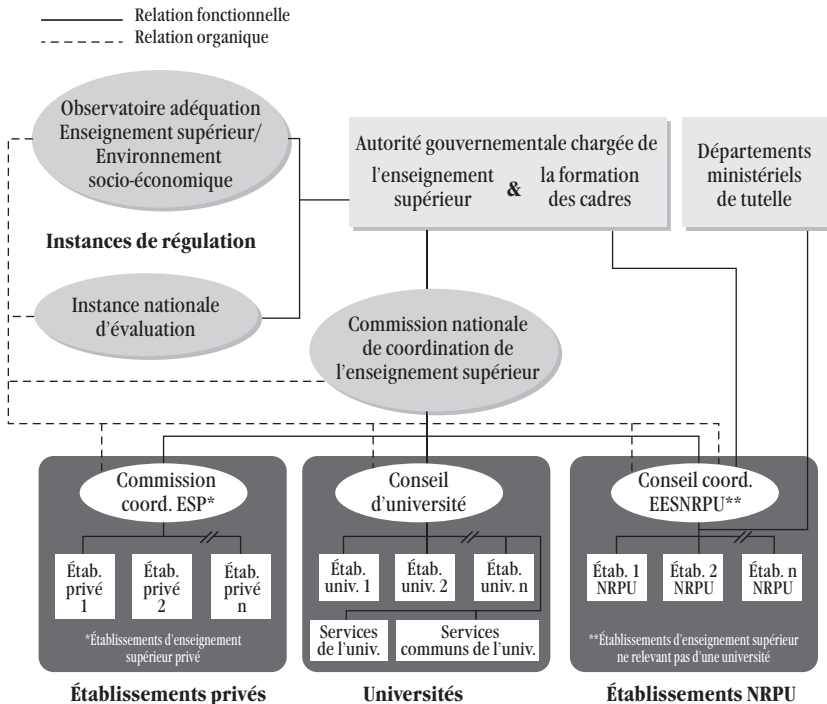 Relation fonctionnelle
Relation organique
Observatoire adéquation
Enseignement supérieur/
Environnement
socio-économique
Autorité gouvernementale chargée de
l'enseignement
supérieur
&
la formation
des cadres
Départements
ministériels
de tutelle
Instances de régulation
Instance nationale
d'évaluation
Commission nationale
de coordination de
l'enseignement supérieur
Commission
coord. ESP*
Étab.
privé
1
Étab.
privé
2
Étab.
privé
n
*Établissements d'enseignement
supérieur privé
Établissements privés
Conseil
d'université
Étab.
univ. 1
Étab.
univ. 2
Étab.
univ. n
Services
de l'univ.
Services
communs de l'univ.
Universités
Conseil coord.
EESNRPU**
Étab. 1
NRPU
Étab. 2
NRPU
Étab. n
NRPU
**Établissements d'enseignement supérieur
ne relevant pas d'une université
Établissements NRPU